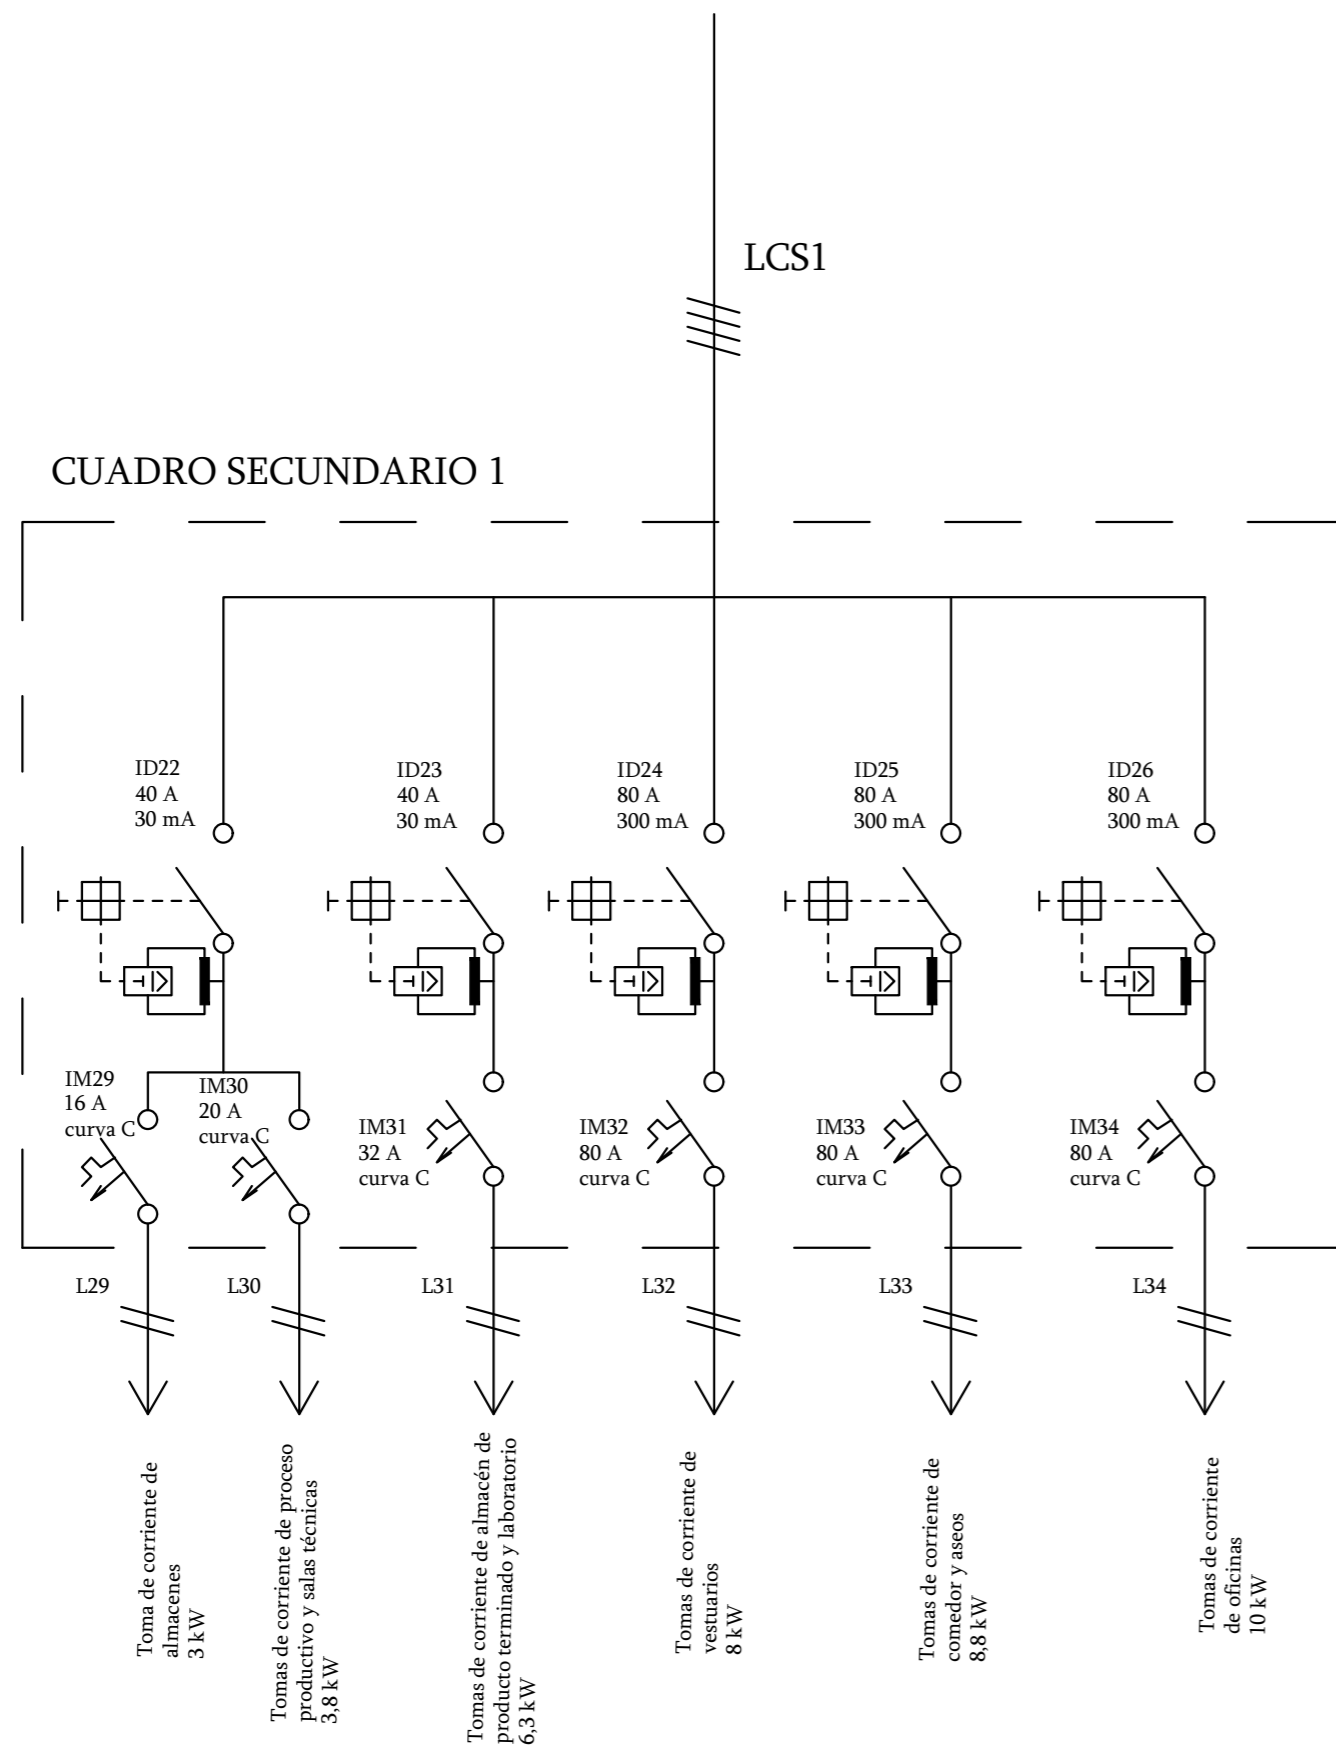 LCS1
CUADRO SECUNDARIO 1
ID22
40 A
30 mA
ID23
40 A
30 mA
ID24
80 A
300 mA
ID25
80 A
300 mA
ID26
80 A
300 mA
IM29
16 A
curva C
IM30
20 A
curva C
IM31
32 A
curva C
IM32
80 A
curva C
IM33
80 A
curva C
IM34
80 A
curva C
L29
L30
L31
L32
L33
L34
Toma de corriente de
almacenes
3 kW
Tomas de corriente de proceso
productivo y salas técnicas
3,8 kW
Tomas de corriente de almacén de
producto terminado y laboratorio
6,3 kW
Tomas de corriente de
vestuarios
8 kW
Tomas de corriente de
comedor y aseos
8,8 kW
Tomas de corriente
de oficinas
10 kW